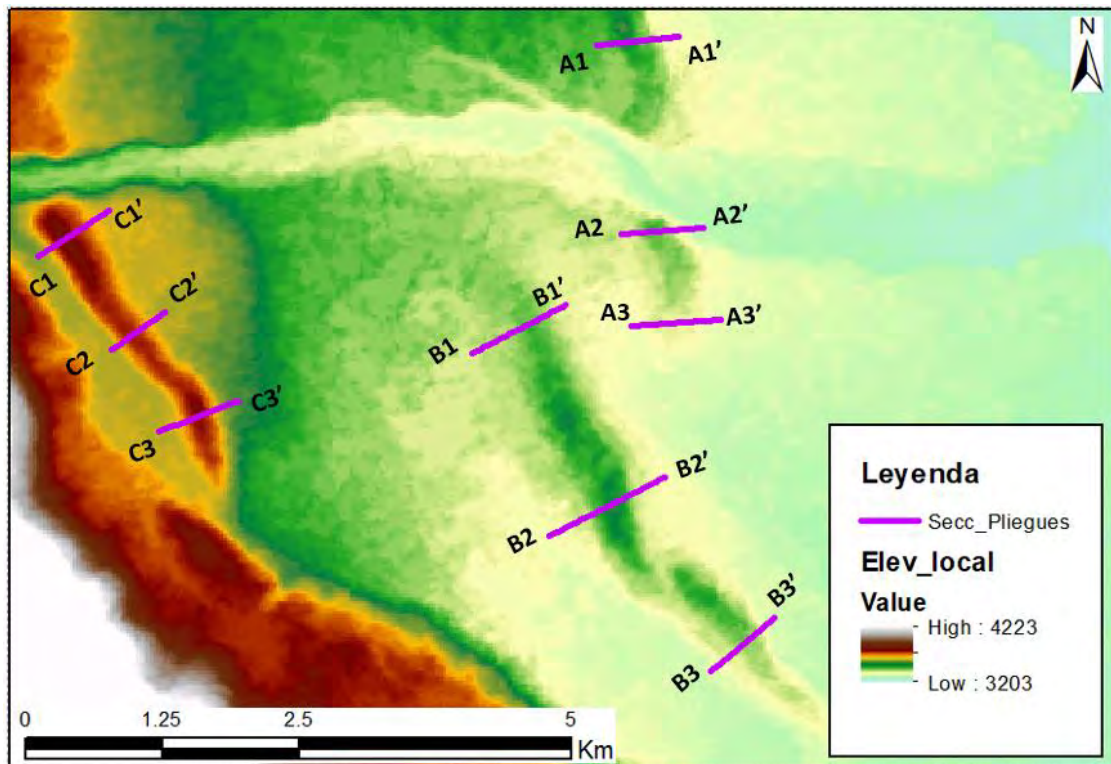 N
A1
A1’
A2
A2’
A3
A3’
B1
B1’
B2
B2’
B3
B3’
C1
C1’
C2
C2’
C3
C3’
Leyenda
Secc_Pliegues
Elev_local
Value
High : 4223
Low : 3203
0 1.25 2.5 5
Km